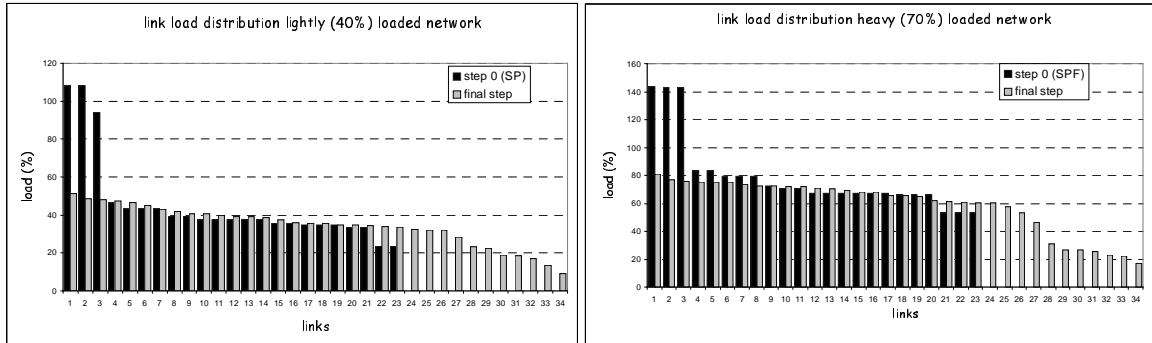 link load distribution lightly (40%) loaded network
120
100
80
60
40
20
0
load (%)
step 0 (SP)
final step
1 2 3 4 5 6 7 8 9 10 11 12 13 14 15 16 17 18 19 20 21 22 23 24 25 26 27 28 29 30 31 32 33 34
links
link load distribution heavy (70%) loaded network
160
140
120
100
80
60
40
20
0
load (%)
step 0 (SPF)
final step
1 2 3 4 5 6 7 8 9 10 11 12 13 14 15 16 17 18 19 20 21 22 23 24 25 26 27 28 29 30 31 32 33 34
links